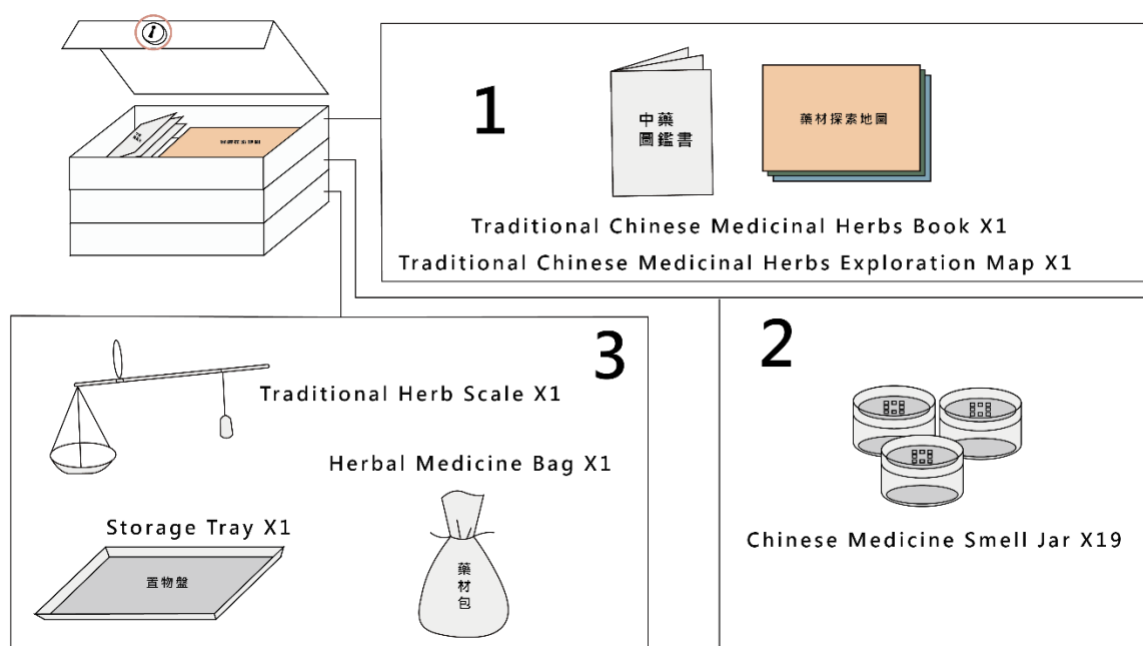 1
中藥
圖鑑書
藥材探索地圖
Traditional Chinese Medicinal Herbs Book X1
Traditional Chinese Medicinal Herbs Exploration Map X1
2
Chinese Medicine Smell Jar X19
3
Traditional Herb Scale X1
Herbal Medicine Bag X1
藥
材
包
Storage Tray X1
置物盤